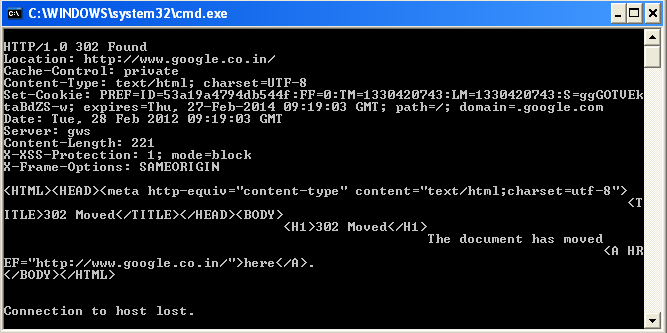 C:\WINDOWS\system32\cmd.exe
HTTP/1.0 302 Found
Location: http://www.google.co.in/
Cache-Control: private
Content-Type: text/html; charset=UTF-8
Set-Cookie: PREF=ID=53a19a4794db544f:FF=0:TM=1330420743:LM=1330420743:S=ggGOTVEk
taBdZS-w; expires=Thu, 27-Feb-2014 09:19:03 GMT; path=/; domain=.google.com
Date: Tue, 28 Feb 2012 09:19:03 GMT
Server: gws
Content-Length: 221
X-XSS-Protection: 1; mode=block
X-Frame-Options: SAMEORIGIN
<HTML><HEAD><meta http-equiv="content-type" content="text/html;charset=utf-8">
<T
ITLE>302 Moved</TITLE></HEAD><BODY>
<H1>302 Moved</H1>
The document has moved
<A HR
EF="http://www.google.co.in/">here</A>.
</BODY></HTML>
Connection to host lost.